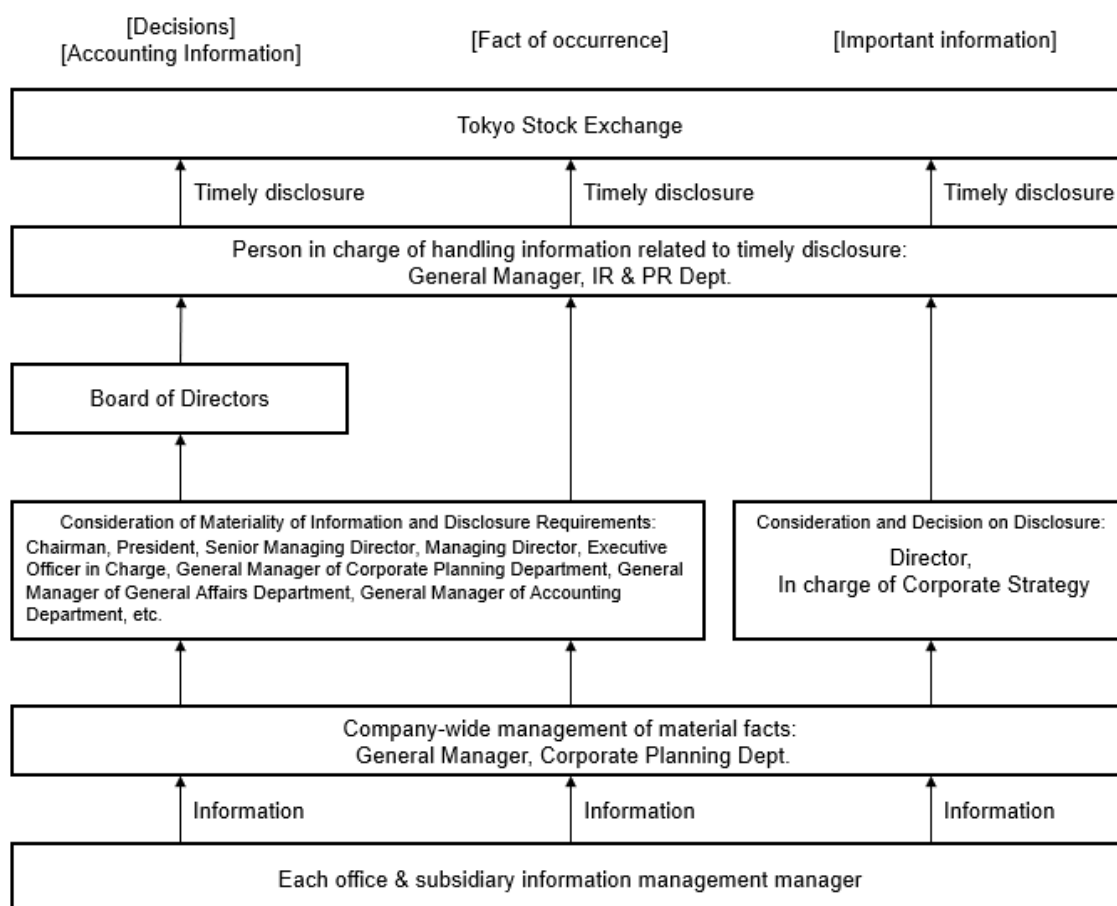 [Decisions]
[Accounting Information]
[Fact of occurrence]
[Important information]
Tokyo Stock Exchange
Timely disclosure
Timely disclosure
Timely disclosure
Person in charge of handling information related to timely disclosure:
General Manager, IR & PR Dept.
Board of Directors
Consideration of Materiality of Information and Disclosure Requirements:
Chairman, President, Senior Managing Director, Managing Director, Executive
Officer in Charge, General Manager of Corporate Planning Department, General
Manager of General Affairs Department, General Manager of Accounting
Department, etc.
Consideration and Decision on Disclosure:
Director,
In charge of Corporate Strategy
Company-wide management of material facts:
General Manager, Corporate Planning Dept.
Information
Information
Information
Each office & subsidiary information management manager